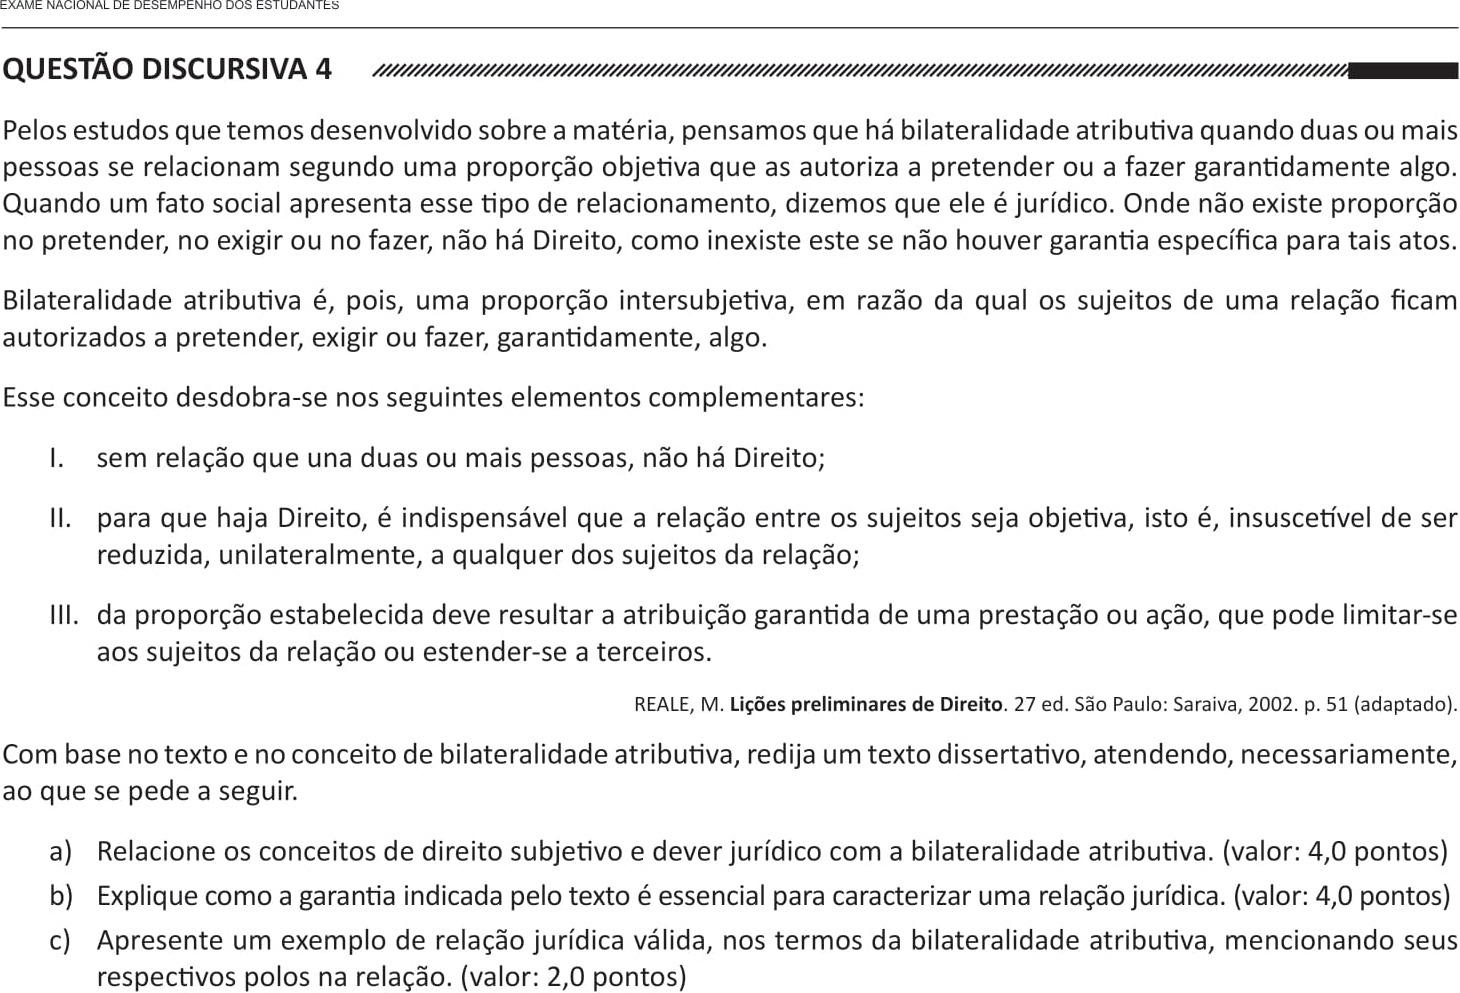 EXAME NACIONAL DE DESEMPENHO DOS ESTUDANTES
QUESTÃO DISCURSIVA 4
Pelos estudos que temos desenvolvido sobre a matéria, pensamos que há bilateralidade atributiva quando duas ou mais
pessoas se relacionam segundo uma proporção objetiva que as autoriza a pretender ou a fazer garantidamente algo.
Quando um fato social apresenta esse tipo de relacionamento, dizemos que ele é jurídico. Onde não existe proporção
no pretender, no exigir ou no fazer, não há Direito, como inexiste este se não houver garantia específica para tais atos.
Bilateralidade atributiva é, pois, uma proporção intersubjetiva, em razão da qual os sujeitos de uma relação ficam
autorizados a pretender, exigir ou fazer, garantidamente, algo.
Esse conceito desdobra-se nos seguintes elementos complementares:
I. sem relação que una duas ou mais pessoas, não há Direito;
II. para que haja Direito, é indispensável que a relação entre os sujeitos seja objetiva, isto é, insuscetível de ser
reduzida, unilateralmente, a qualquer dos sujeitos da relação;
III. da proporção estabelecida deve resultar a atribuição garantida de uma prestação ou ação, que pode limitar-se
aos sujeitos da relação ou estender-se a terceiros.
REALE, M. Lições preliminares de Direito. 27 ed. São Paulo: Saraiva, 2002. p. 51 (adaptado).
Com base no texto e no conceito de bilateralidade atributiva, redija um texto dissertativo, atendendo, necessariamente,
ao que se pede a seguir.
a) Relacione os conceitos de direito subjetivo e dever jurídico com a bilateralidade atributiva. (valor: 4,0 pontos)
b) Explique como a garantia indicada pelo texto é essencial para caracterizar uma relação jurídica. (valor: 4,0 pontos)
c) Apresente um exemplo de relação jurídica válida, nos termos da bilateralidade atributiva, mencionando seus
respectivos polos na relação. (valor: 2,0 pontos)